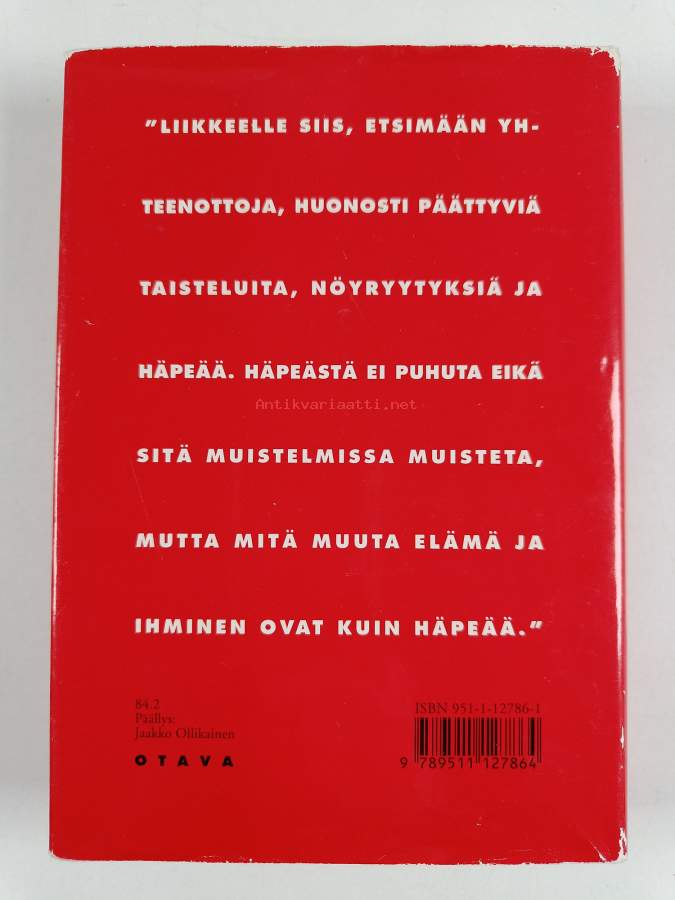 "LIIKKEELLE SIIS, ETSIMÄÄN YH-
TEENOTTOJA, HUONOSTI PÄÄTTYVIÄ
TAISTELUITA, NÖYRYYTYKSIÄ JA
HÄPEÄÄ. HÄPEÄSTÄ EI PUHUTA EIKÄ
Antikvariaatti.net
SITÄ MUISTELMISSA MUISTETA,
MUTTA MITÄ MUUTA ELÄMÄ JA
IHMINEN OVAT KUIN HÄPEÄÄ."
84.2
Päällys:
Jaakko Ollikainen
OTAVA
ISBN 951-1-12786-1
9 789511 127864